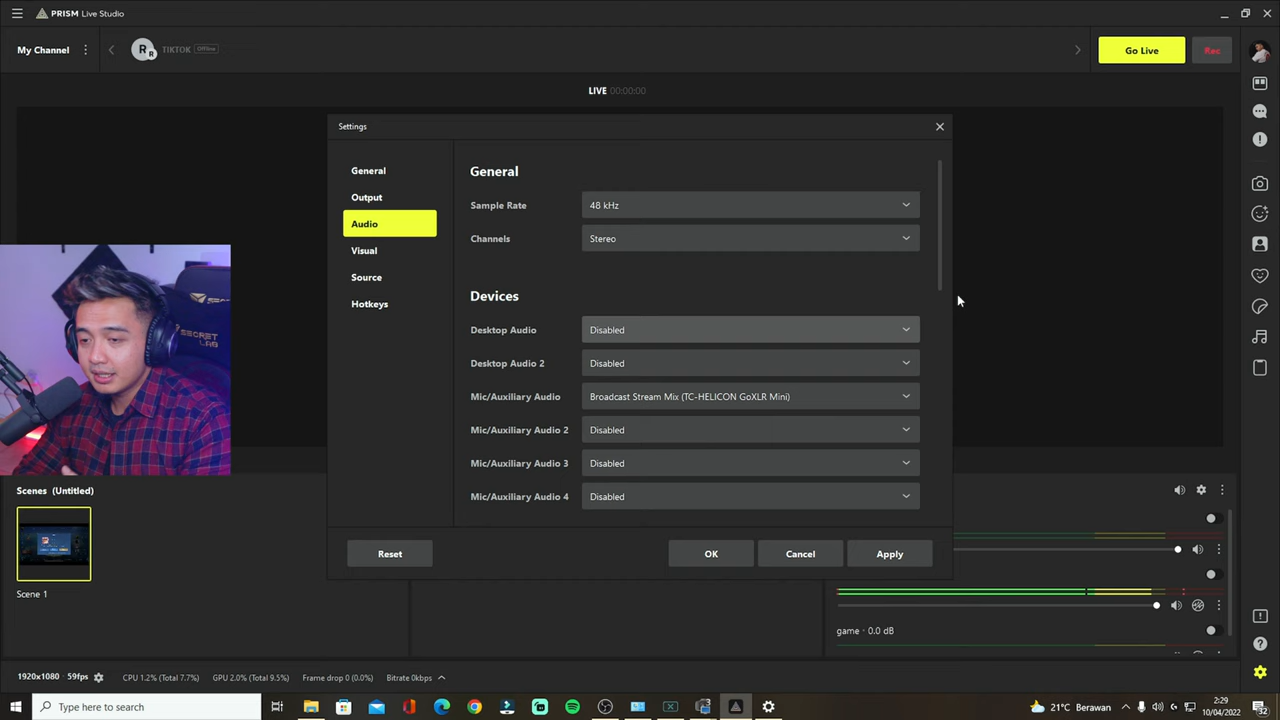 PRISM Live Studio
My Channel
R
R
TIKTOK
Offline
Go Live
Rec
LIVE 00:00:00
Settings
General
Output
Audio
Visual
Source
Hotkeys
General
Sample Rate
48 kHz
Channels
Stereo
Devices
Desktop Audio
Disabled
Desktop Audio 2
Disabled
Mic/Auxiliary Audio
Broadcast Stream Mix (TC-HELICON GoXLR Mini)
Mic/Auxiliary Audio 2
Disabled
Mic/Auxiliary Audio 3
Disabled
Mic/Auxiliary Audio 4
Disabled
Reset
OK
Cancel
Apply
SECRET
LAB
Scenes (Untitled)
Scene 1
game · 0.0 dB
1920x1080 59fps
CPU 1.2% (Total 7.7%)
GPU 2.0% (Total 9.5%)
Frame drop 0 (0.0%)
Bitrate 0kbps
Type here to search
21°C Berawan
2:29
10/04/2022
32